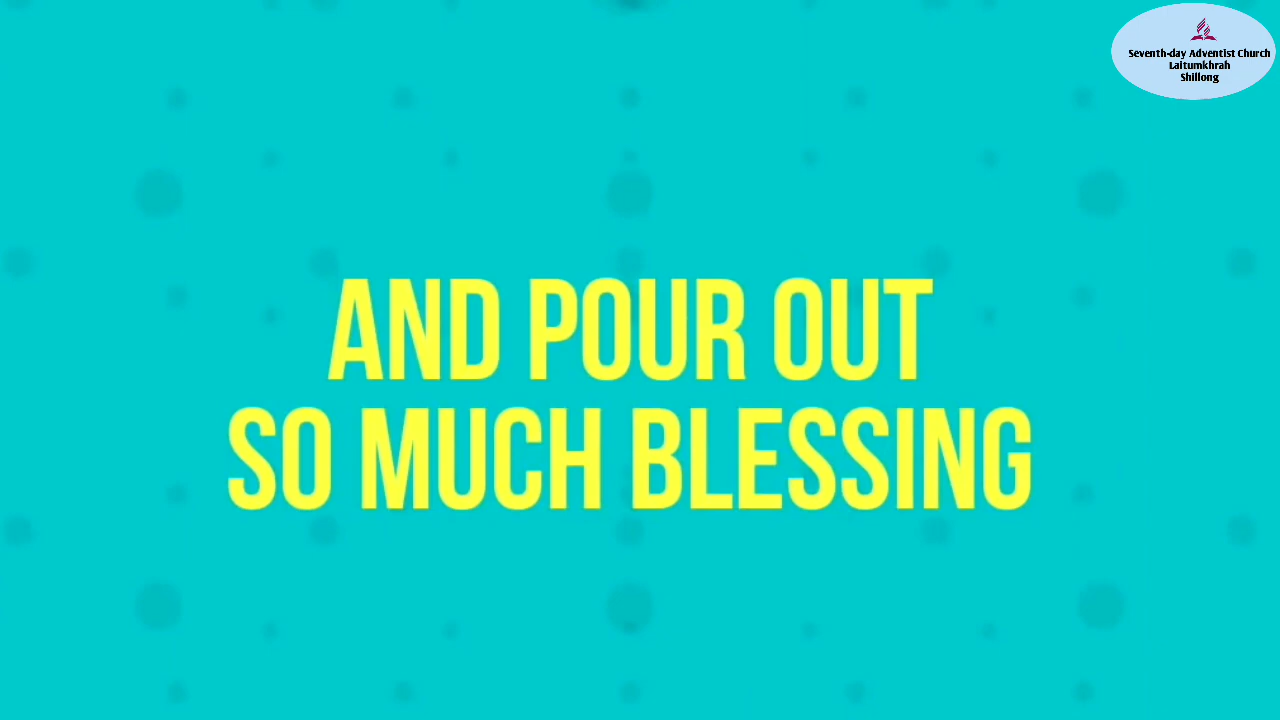 Seventh-day Adventist Church
Laitumkhrah
Shillong
AND POUR OUT
SO MUCH BLESSING